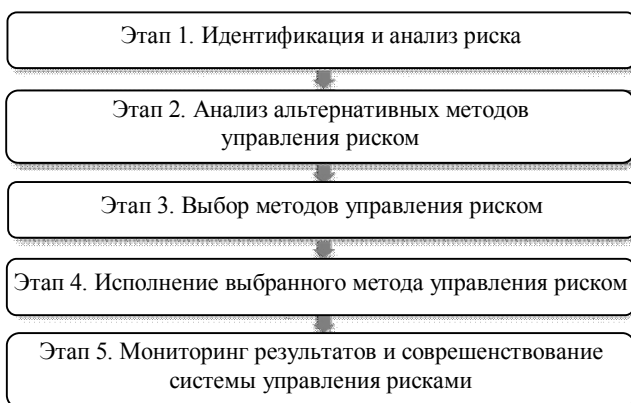 Этап 1. Идентификация и анализ риска
Этап 2. Анализ альтернативных методов
управления риском
Этап 3. Выбор методов управления риском
Этап 4. Исполнение выбранного метода управления риском
Этап 5. Мониторинг результатов и соврешенствование
системы управления рисками